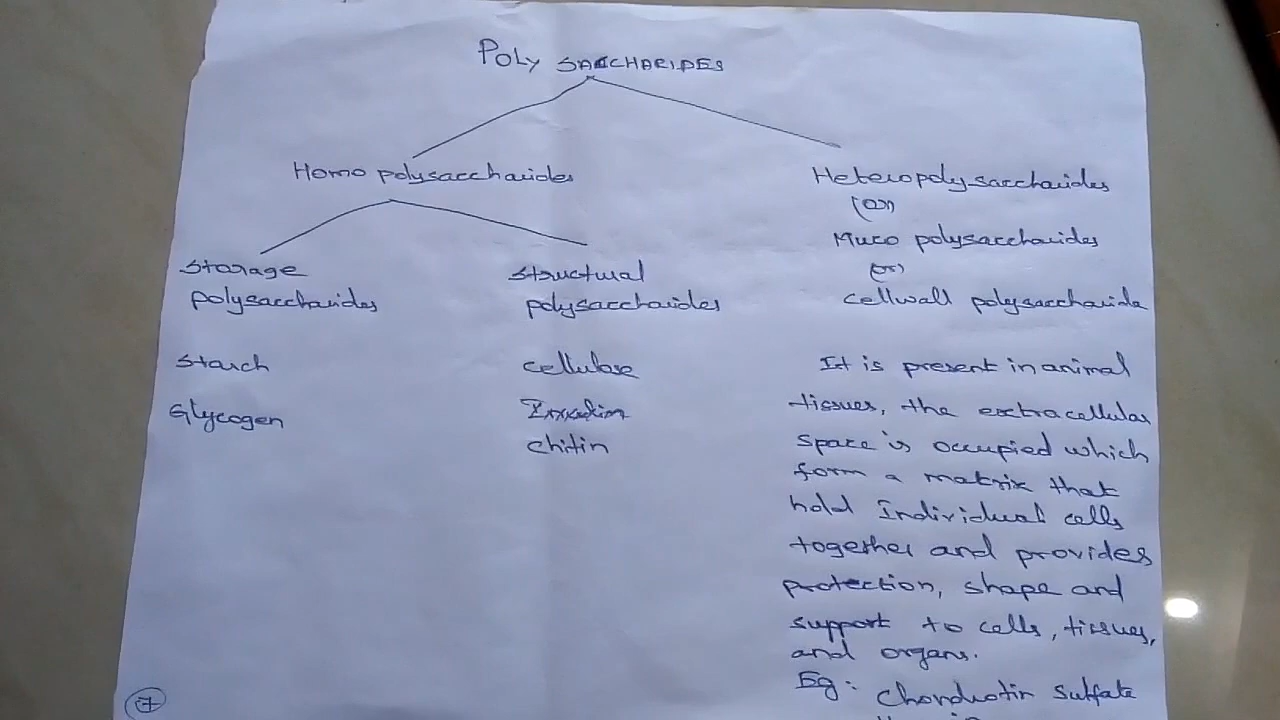 POLY SACCHARIDES
Homo polysaccharides
Heteropolysaccharides
(or)
Muco polysaccharides
(or)
cellwall polysaccharide
Storage
polysaccharides
Structural
polysaccharides
Starch
Glycogen
cellulose
chitin
It is present in animal
tissues, the extracellular
space is occupied which
form a matrix that
hold Individual cells
together and provides
protection, shape and
support to cells, tissues,
and organs.
Eg: Chondrotin Sulfate
7